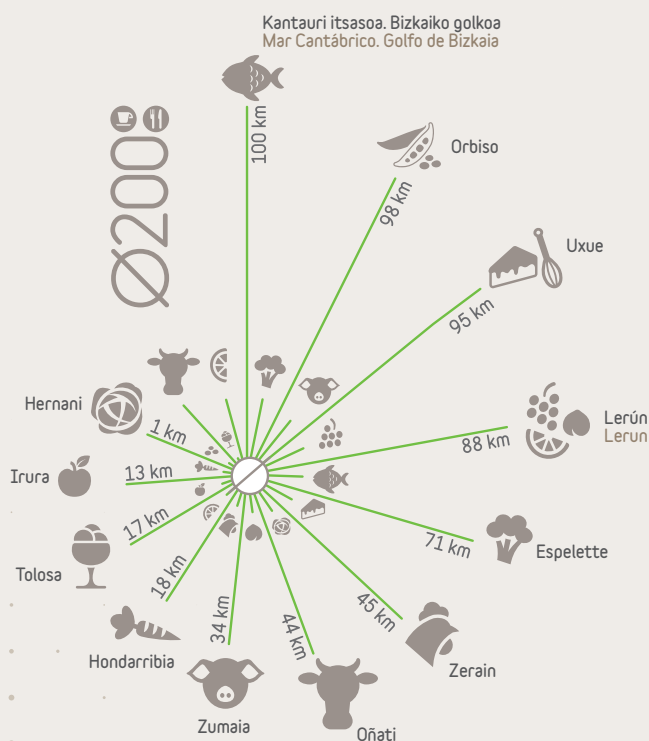 Kantauri itsasoa. Bizkaiko golkoa
Mar Cantábrico. Golfo de Bizkaia
Ø200
100 km
Orbiso
98 km
Uxue
95 km
Lerún
Lerun
88 km
Espelette
71 km
Zerain
45 km
Oñati
44 km
Zumaia
34 km
Hondarribia
18 km
Tolosa
17 km
Irura
13 km
Hernani
1 km